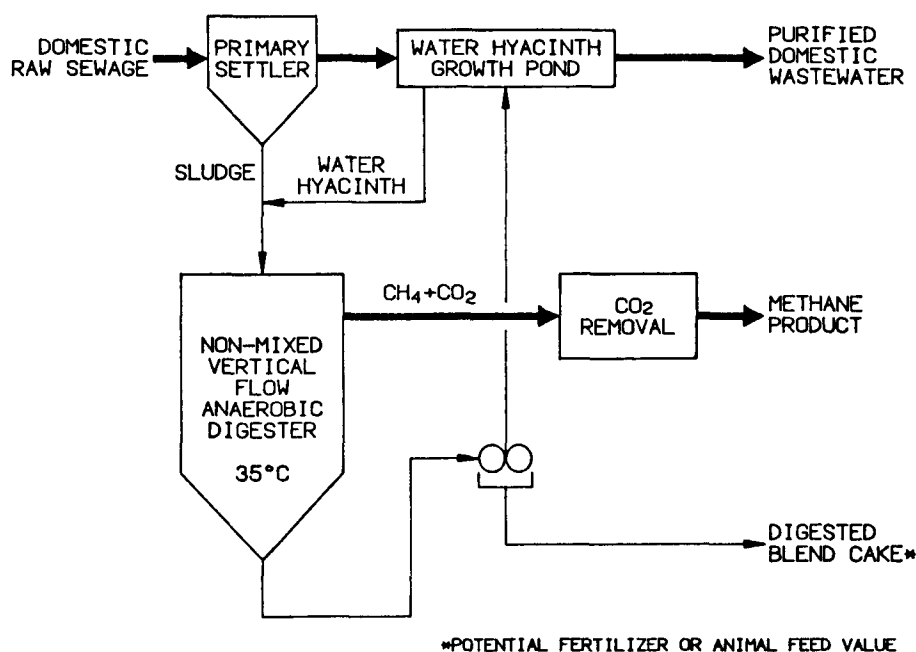 DOMESTIC
RAW SEWAGE
PRIMARY
SETTLER
WATER HYACINTH
GROWTH POND
PURIFIED
DOMESTIC
WASTEWATER
SLUDGE
WATER
HYACINTH
CH₄+CO₂
CO₂
REMOVAL
METHANE
PRODUCT
NON-MIXED
VERTICAL
FLOW
ANAEROBIC
DIGESTER
35°C
DIGESTED
BLEND CAKE*
*POTENTIAL FERTILIZER OR ANIMAL FEED VALUE